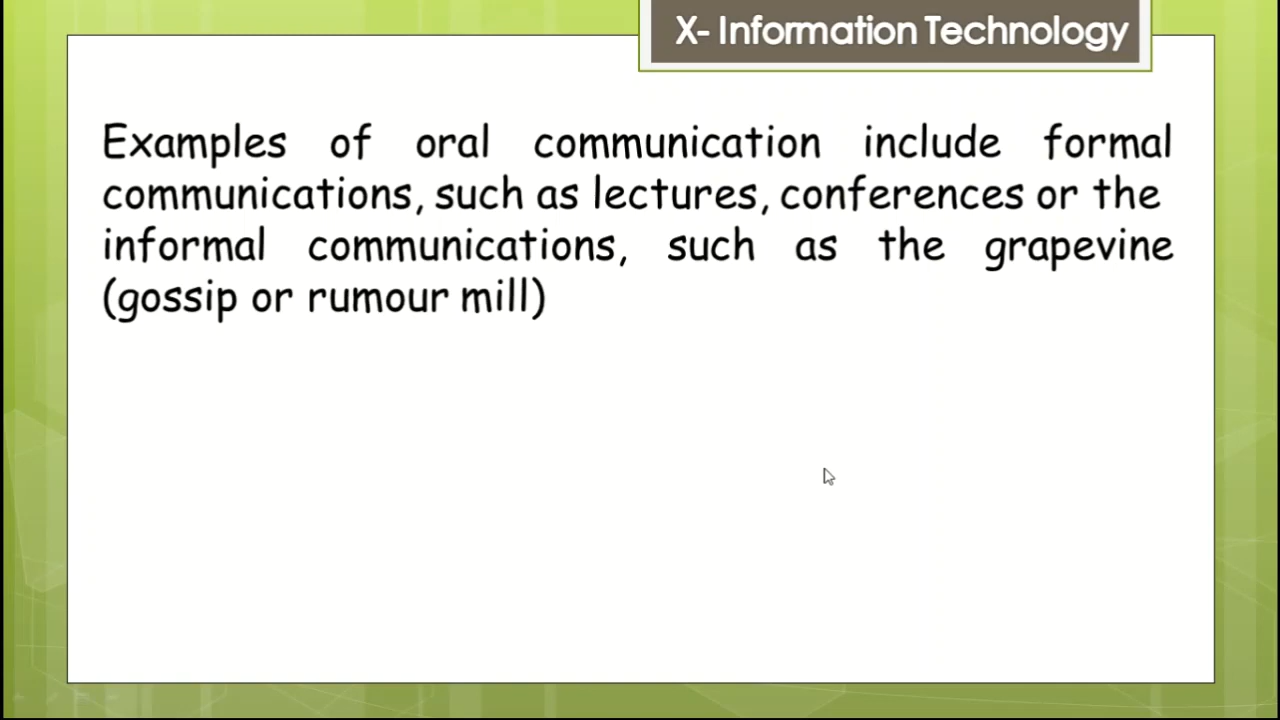 X- Information Technology
Examples of oral communication include formal
communications, such as lectures, conferences or the
informal communications, such as the grapevine
(gossip or rumour mill)